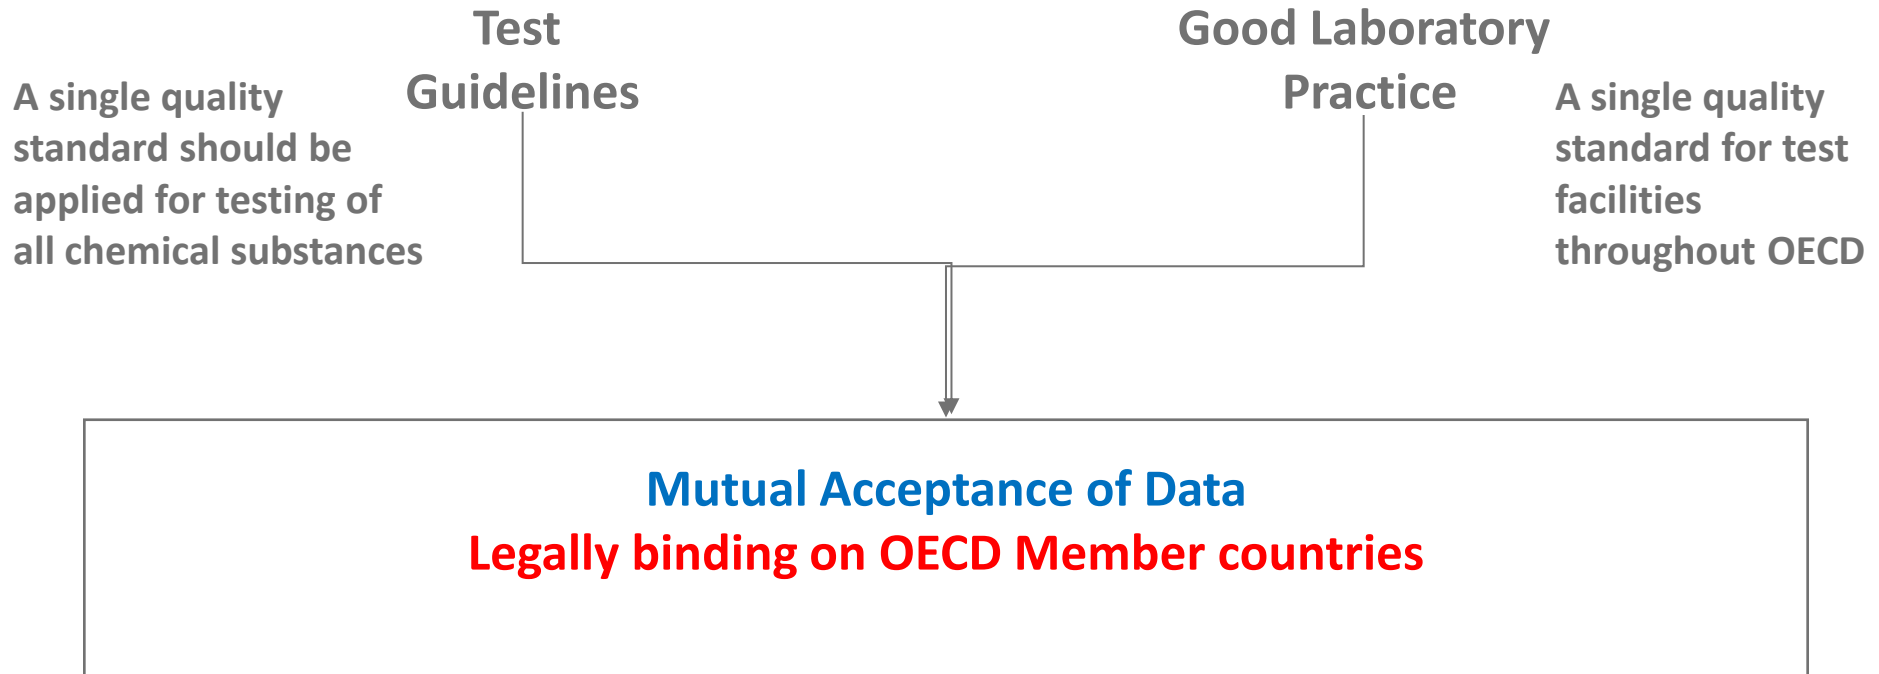 Test
Guidelines
Good Laboratory
Practice
A single quality
standard should be
applied for testing of
all chemical substances
A single quality
standard for test
facilities
throughout OECD
Mutual Acceptance of Data
Legally binding on OECD Member countries